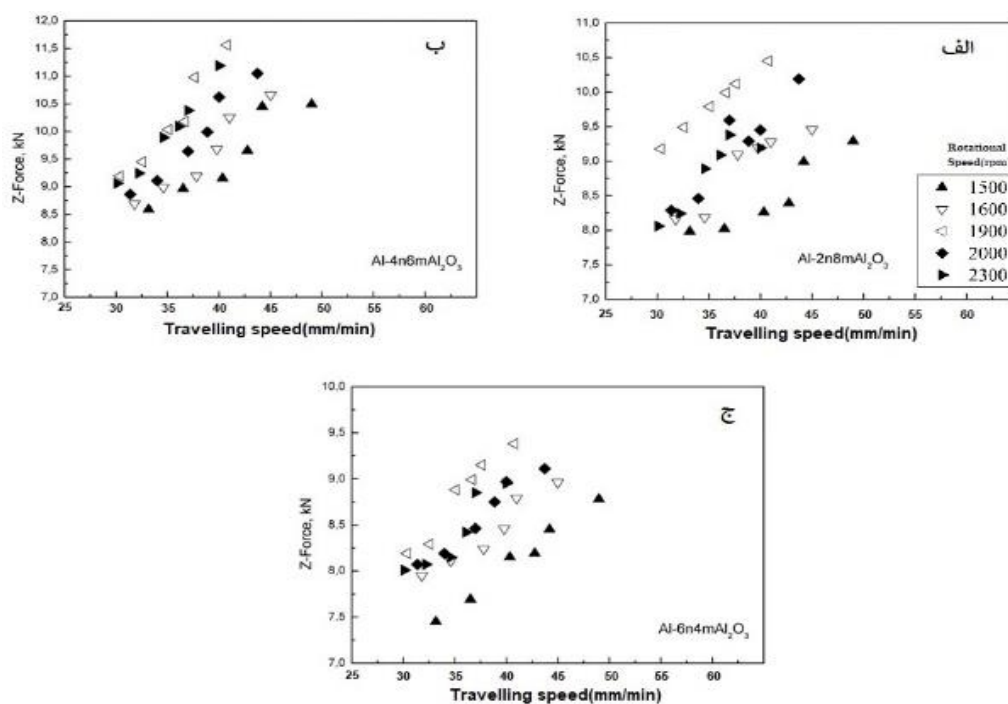 ب
12,0
11,5
11,0
10,5
10,0
9,5
9,0
8,5
8,0
7,5
7,0
Z-Force, kN
Al-4n6mAl₂O₃
25 30 35 40 45 50 55 60
Travelling speed(mm/min)
الف
11,0
10,5
10,0
9,5
9,0
8,5
8,0
7,5
7,0
Z-Force, kN
Rotational
Speed(rpm
1500
1600
1900
2000
2300
Al-2n8mAl₂O₃
25 30 35 40 45 50 55 60
Travelling speed(mm/min)
ج
10,0
9,5
9,0
8,5
8,0
7,5
7,0
Z-Force, kN
Al-6n4mAl₂O₃
25 30 35 40 45 50 55 60
Travelling speed(mm/min)